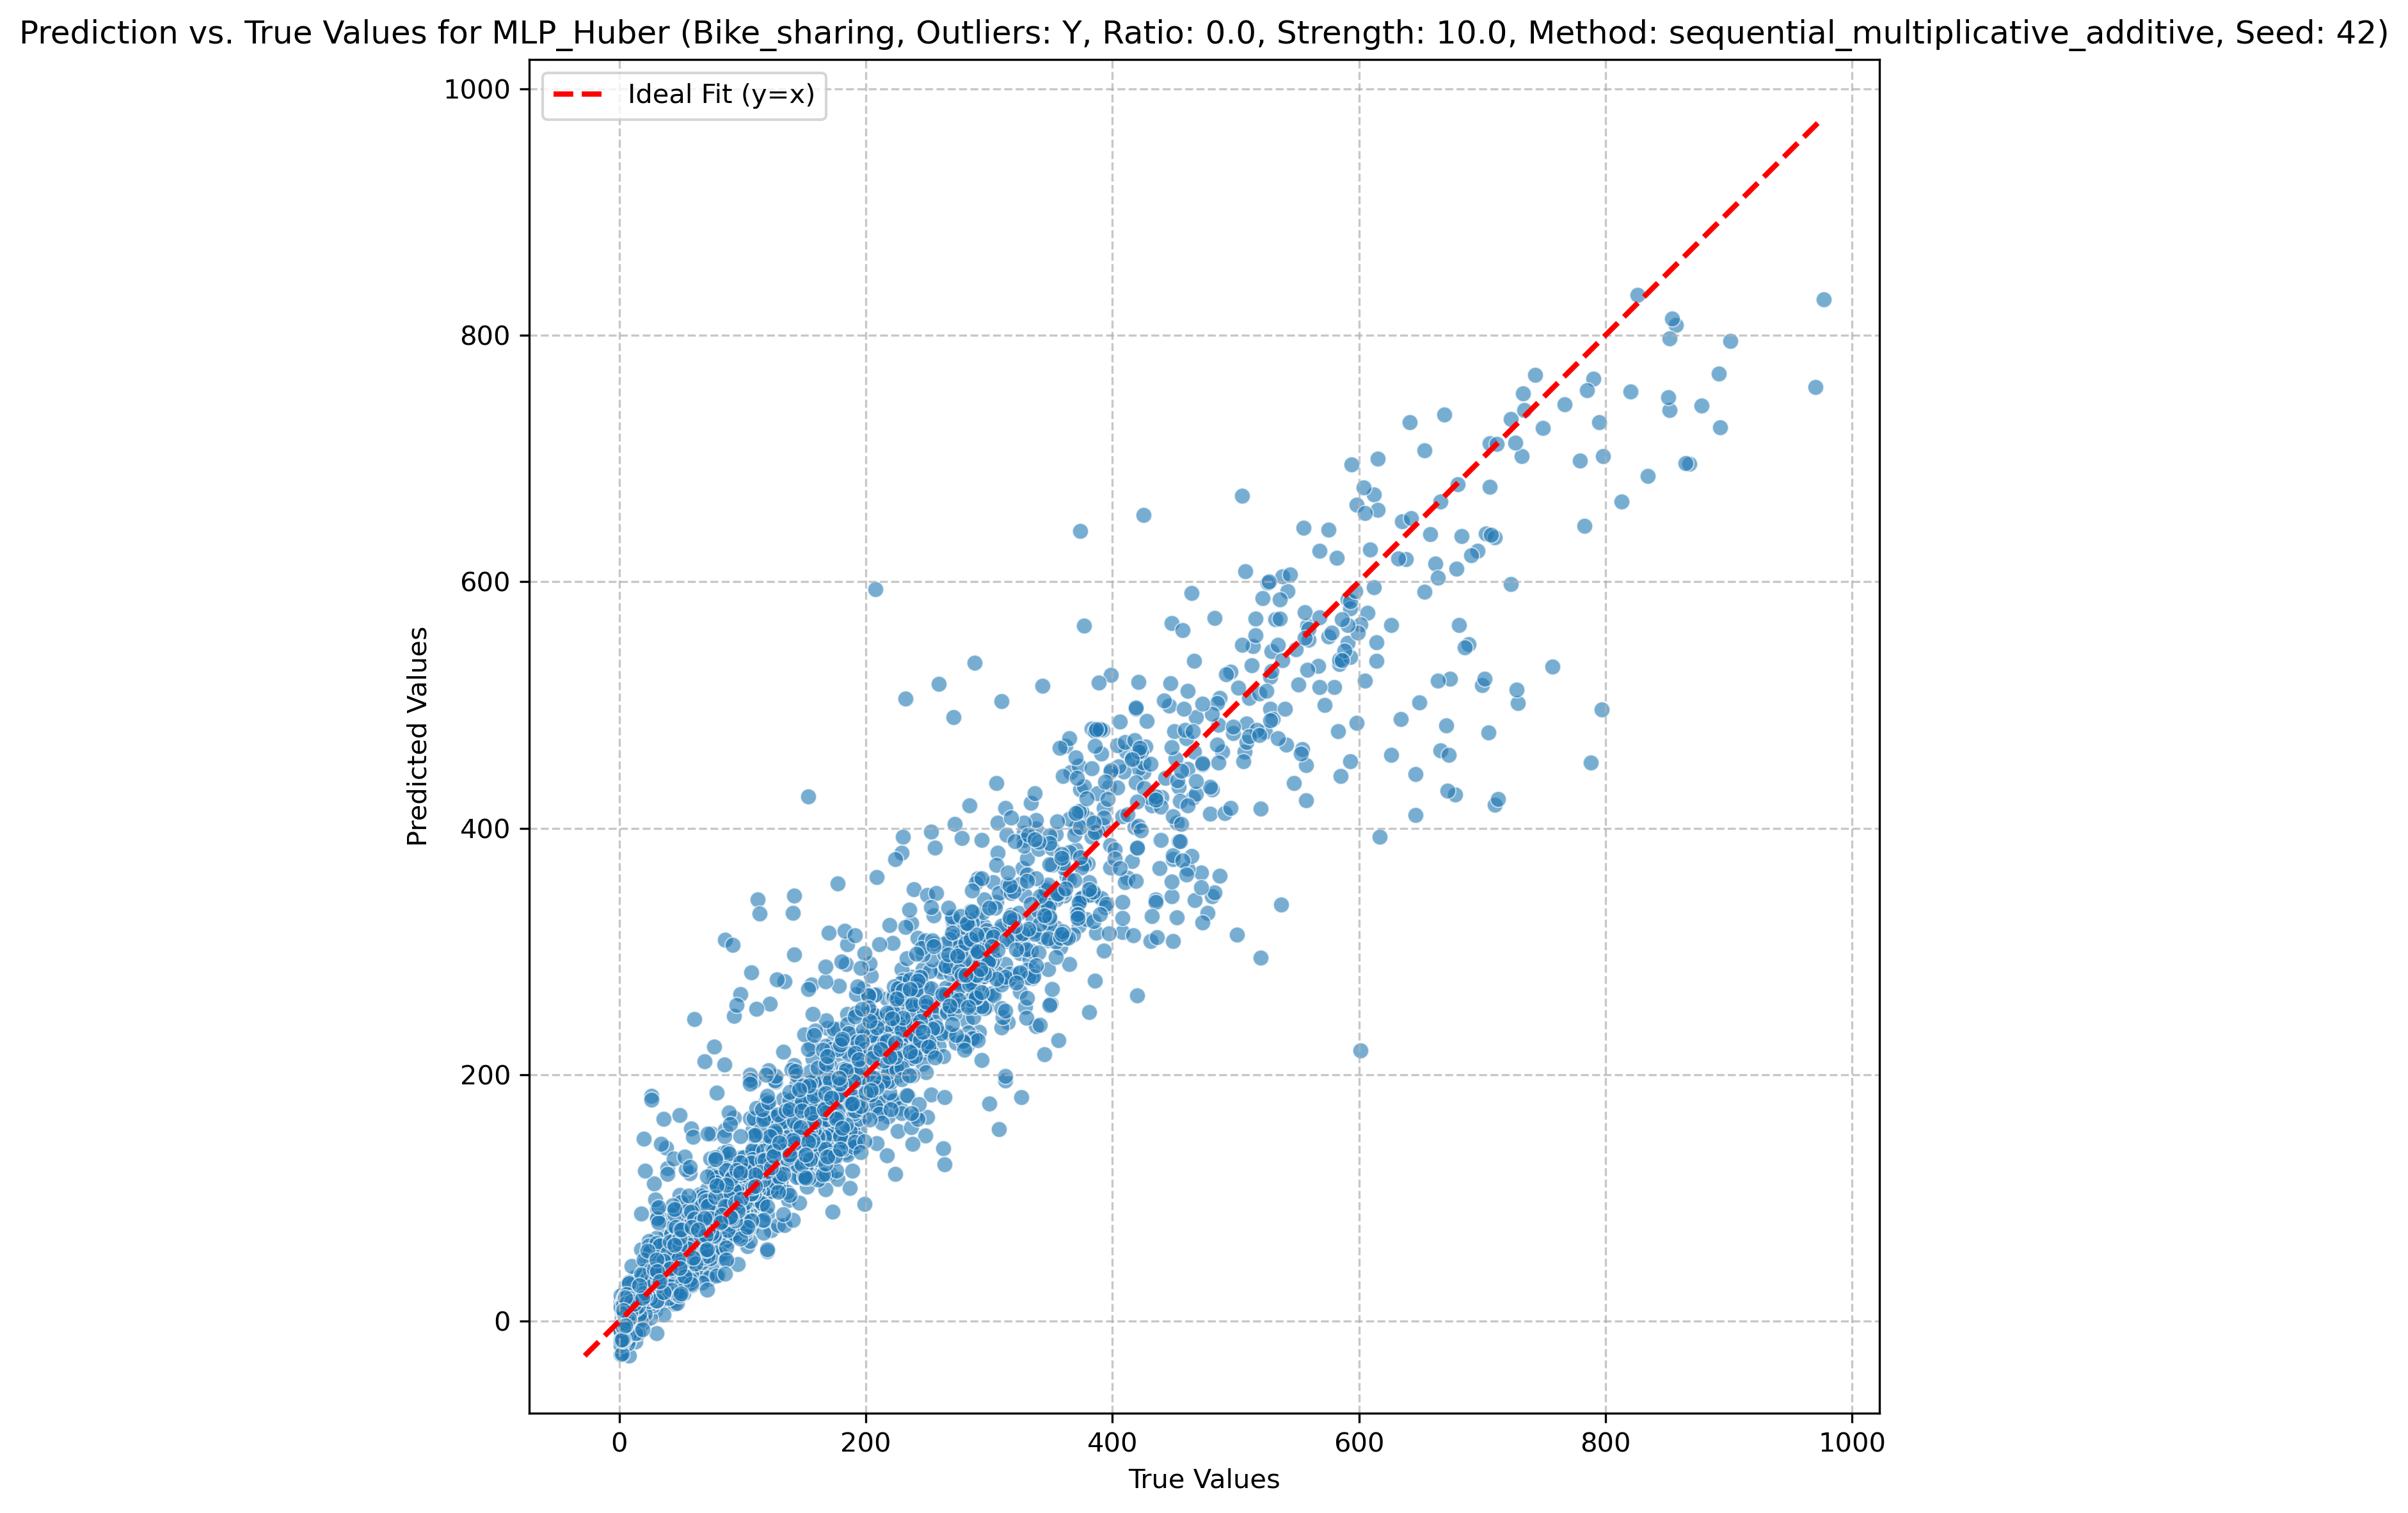 Prediction vs. True Values for MLP_Huber (Bike_sharing, Outliers: Y, Ratio: 0.0, Strength: 10.0, Method: sequential_multiplicative_additive, Seed: 42)
Ideal Fit (y=x)
1000
800
600
400
200
0
Predicted Values
0 200 400 600 800 1000
True Values